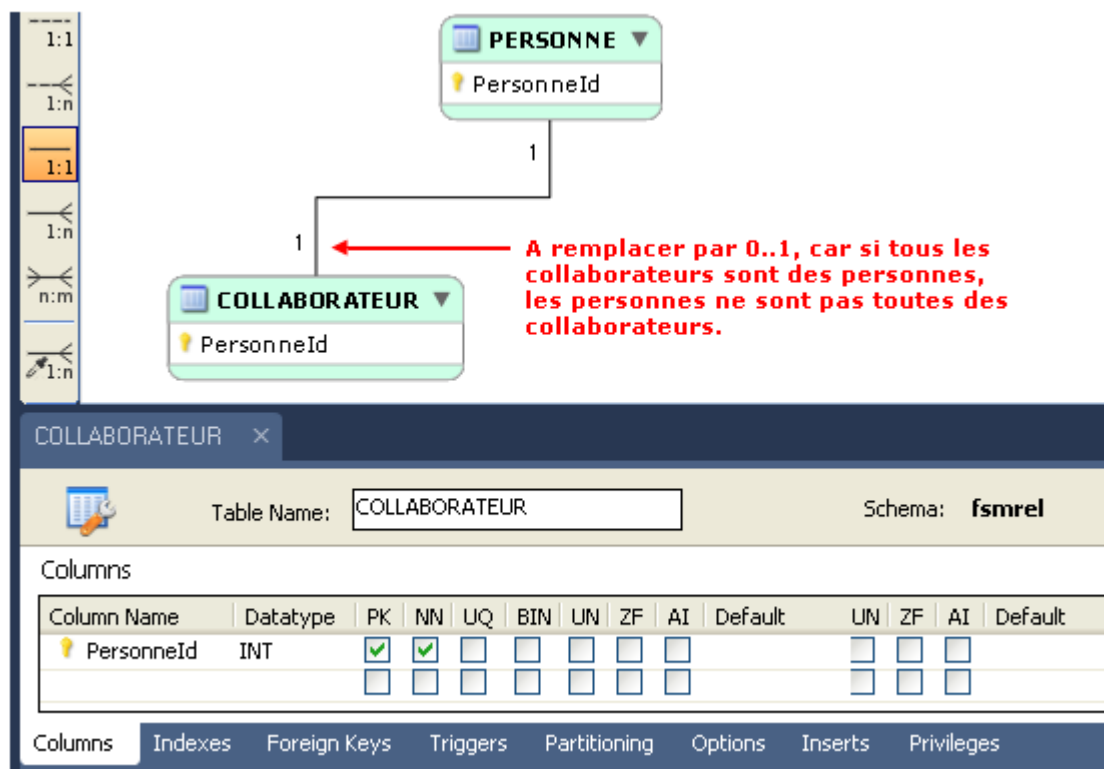 1:1
1:n
1:1
1:n
n:m
1:n
PERSONNE
PersonneId
1
1
A remplacer par 0..1, car si tous les
collaborateurs sont des personnes,
les personnes ne sont pas toutes des
collaborateurs.
COLLABORATEUR
PersonneId
COLLABORATEUR
Table Name: COLLABORATEUR Schema: fsmrel
Columns
Column Name Datatype PK NN UQ BIN UN ZF AI Default UN ZF AI Default
PersonneId INT
Columns Indexes Foreign Keys Triggers Partitioning Options Inserts Privileges